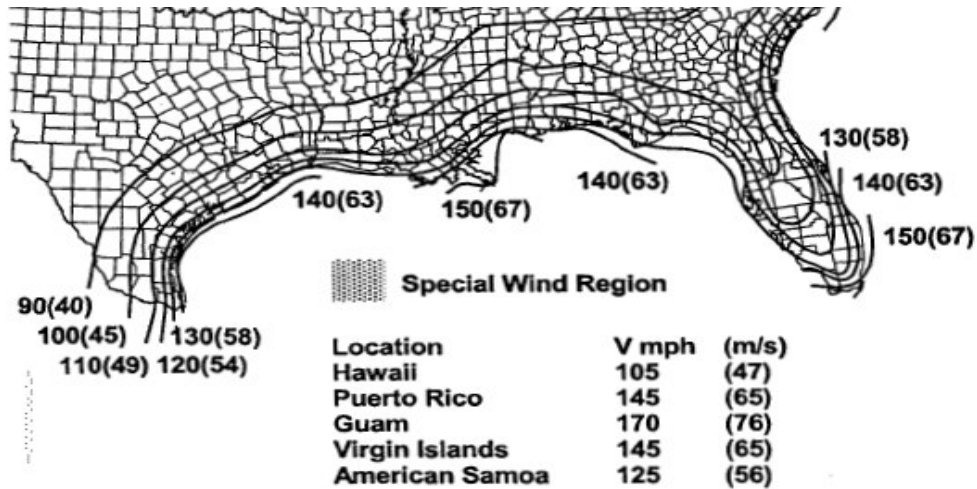 130(58)
140(63)
140(63)
140(63)
150(67)
150(67)
Special Wind Region
90(40)
100(45) 130(58)
110(49) 120(54)
Location V mph (m/s)
Hawaii 105 (47)
Puerto Rico 145 (65)
Guam 170 (76)
Virgin Islands 145 (65)
American Samoa 125 (56)